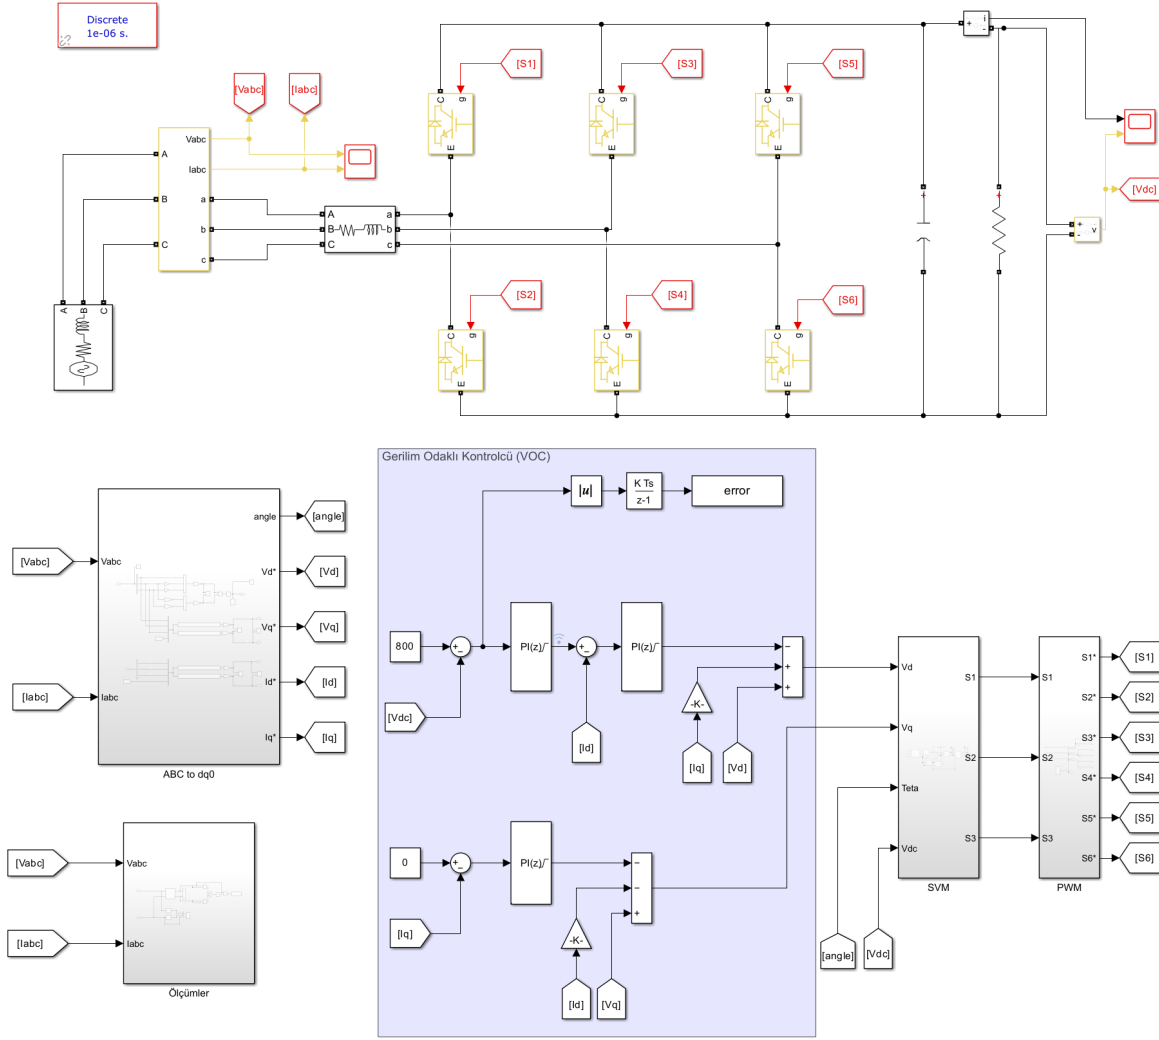 Discrete
1e-06 s.
[S1]
[S3]
[S5]
[Vabc]
[Iabc]
C
g
E
C
g
E
C
g
E
i
+
-
Vabc
Iabc
A
B
C
a
b
c
A
B
C
a
b
c
[Vdc]
+
+
+
-
v
[S2]
[S4]
[S6]
A
B
C
C
g
E
C
g
E
C
g
E
Gerilim Odaklı Kontrolcü (VOC)
|u|
K Ts
z-1
error
[Vabc]
Vabc
[Iabc]
Iabc
angle
Vd*
Vq*
Id*
Iq*
[angle]
[Vd]
[Vq]
[Id]
[Iq]
ABC to dq0
800
+
−
PI(z)
+
−
PI(z)
−
+
+
[Vdc]
[Id]
-K-
[Iq]
[Vd]
0
+
−
PI(z)
−
−
+
[Iq]
-K-
[Id]
[Vq]
Vd
Vq
Teta
Vdc
S1
S2
S3
SVM
[angle]
[Vdc]
S1
S2
S3
S1*
S2*
S3*
S4*
S5*
S6*
PWM
[S1]
[S2]
[S3]
[S4]
[S5]
[S6]
[Vabc]
Vabc
[Iabc]
Iabc
Ölçümler